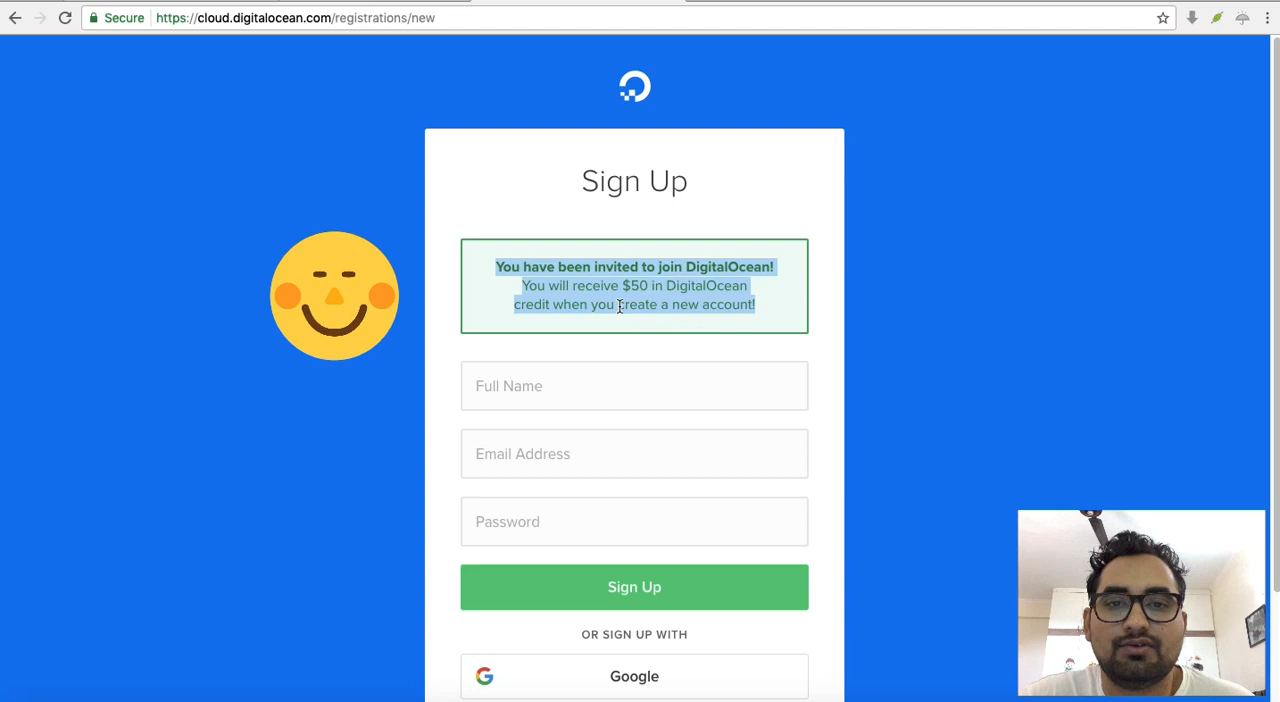 Secure https://cloud.digitalocean.com/registrations/new
Sign Up
You have been invited to join DigitalOcean!
You will receive $50 in DigitalOcean
credit when you create a new account!
Full Name
Email Address
Password
Sign Up
OR SIGN UP WITH
Google